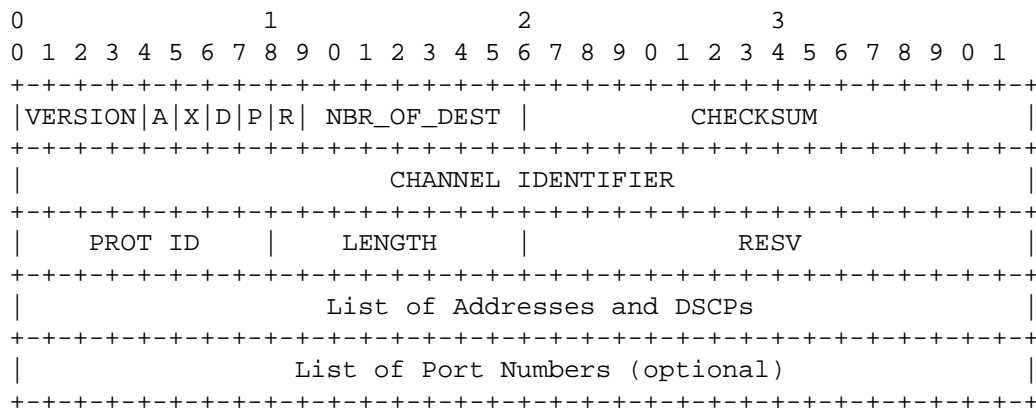 0                   1                   2                   3
0 1 2 3 4 5 6 7 8 9 0 1 2 3 4 5 6 7 8 9 0 1 2 3 4 5 6 7 8 9 0 1
+-+-+-+-+-+-+-+-+-+-+-+-+-+-+-+-+-+-+-+-+-+-+-+-+-+-+-+-+-+-+-+-+
|VERSION|A|X|D|P|R| NBR_OF_DEST |          CHECKSUM             |
+-+-+-+-+-+-+-+-+-+-+-+-+-+-+-+-+-+-+-+-+-+-+-+-+-+-+-+-+-+-+-+-+
|                       CHANNEL IDENTIFIER                      |
+-+-+-+-+-+-+-+-+-+-+-+-+-+-+-+-+-+-+-+-+-+-+-+-+-+-+-+-+-+-+-+-+
|    PROT ID    |    LENGTH     |             RESV              |
+-+-+-+-+-+-+-+-+-+-+-+-+-+-+-+-+-+-+-+-+-+-+-+-+-+-+-+-+-+-+-+-+
|                   List of Addresses and DSCPs                 |
+-+-+-+-+-+-+-+-+-+-+-+-+-+-+-+-+-+-+-+-+-+-+-+-+-+-+-+-+-+-+-+-+
|                 List of Port Numbers (optional)               |
+-+-+-+-+-+-+-+-+-+-+-+-+-+-+-+-+-+-+-+-+-+-+-+-+-+-+-+-+-+-+-+-+